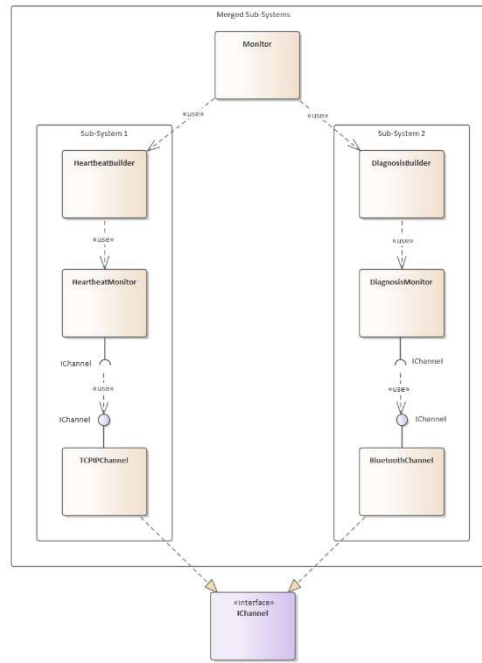 Merged Sub-Systems
Monitor
«use»
«use»
Sub-System 1
Sub-System 2
HeartbeatBuilder
DiagnosisBuilder
«use»
«use»
HeartbeatMonitor
DiagnosisMonitor
IChannel
IChannel
«use»
«use»
IChannel
IChannel
TCPIPChannel
BluetoothChannel
«interface»
IChannel